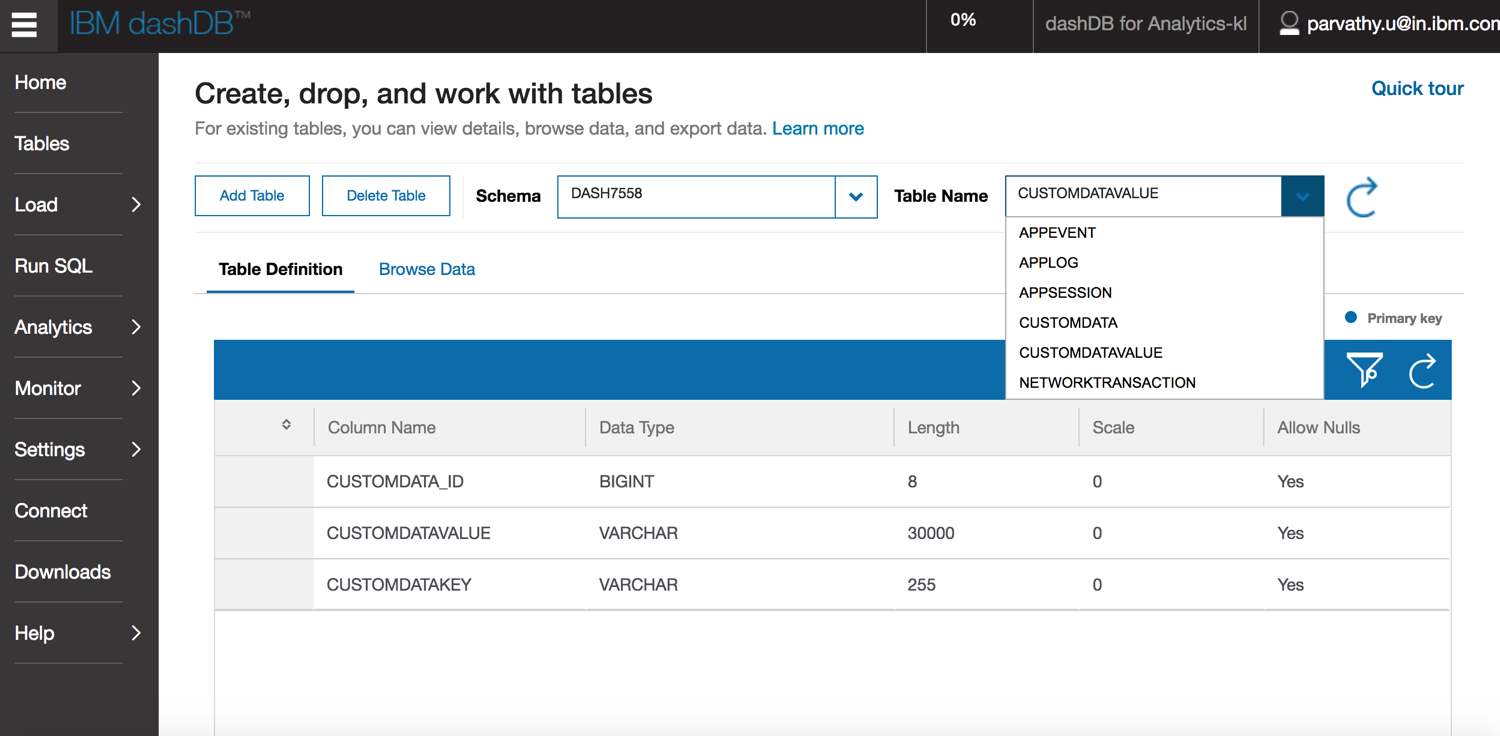 IBM dashDB™
0%
dashDB for Analytics-kl
parvathy.u@in.ibm.com
Home
Tables
Load
Run SQL
Analytics
Monitor
Settings
Connect
Downloads
Help
Create, drop, and work with tables
Quick tour
For existing tables, you can view details, browse data, and export data. Learn more
Add Table
Delete Table
Schema
DASH7558
Table Name
CUSTOMDATAVALUE
APPEVENT
APPLOG
APPSESSION
CUSTOMDATA
CUSTOMDATAVALUE
NETWORKTRANSACTION
Table Definition
Browse Data
Primary key
Column Name Data Type Length Scale Allow Nulls
CUSTOMDATA_ID BIGINT 8 0 Yes
CUSTOMDATAVALUE VARCHAR 30000 0 Yes
CUSTOMDATAKEY VARCHAR 255 0 Yes